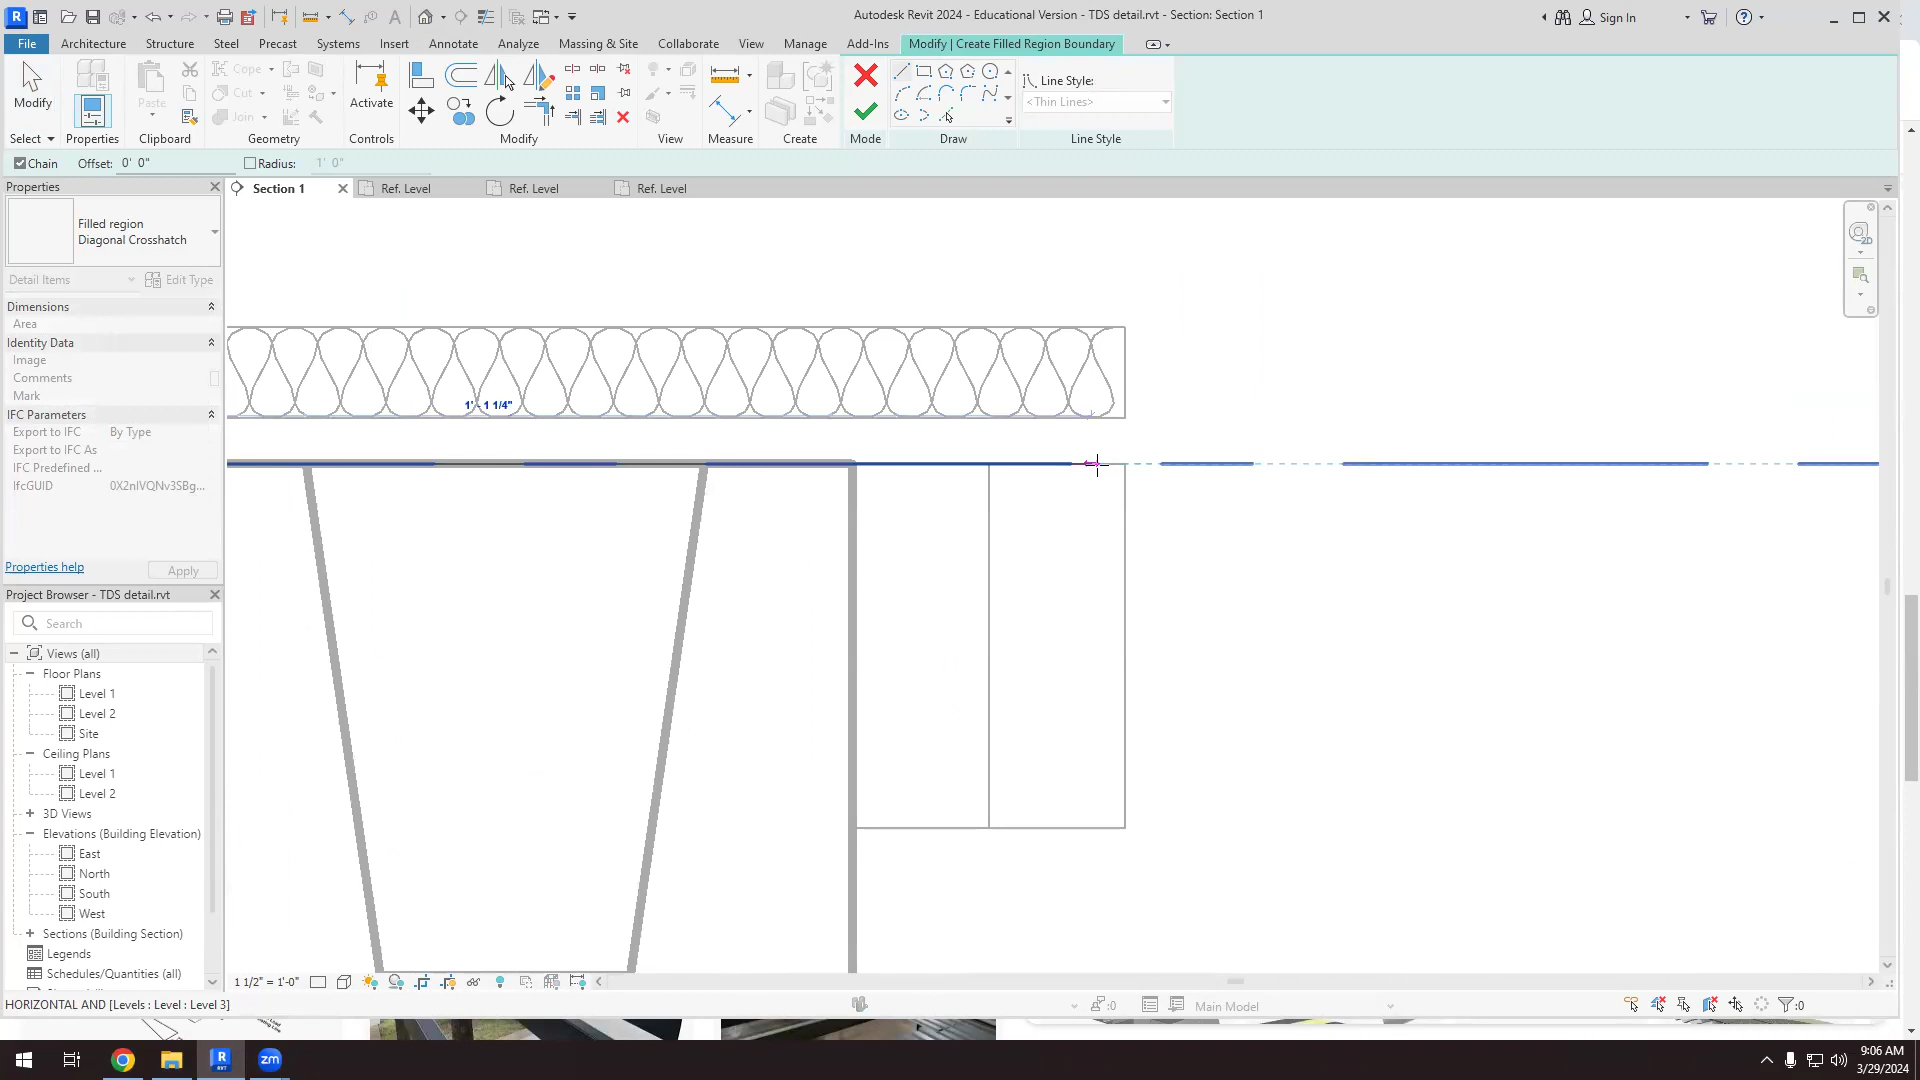 Autodesk Revit 2024 - Educational Version - TDS detail.rvt - Section: Section 1
Sign In
File Architecture Structure Steel Precast Systems Insert Annotate Analyze Massing & Site Collaborate View Manage Add-Ins Modify | Create Filled Region Boundary
Modify
Paste
Cope
Cut
Join
Activate
Line Style:
<Thin Lines>
Select Properties Clipboard Geometry Controls Modify View Measure Create Mode Draw Line Style
Chain Offset: 0' 0" Radius: 1' 0"
Properties
Section 1 Ref. Level Ref. Level Ref. Level
Filled region
Diagonal Crosshatch
Detail Items Edit Type
Dimensions
Area
Identity Data
Image
Comments
Mark
IFC Parameters
Export to IFC By Type
Export to IFC As
IFC Predefined ...
IfcGUID 0X2nIVQNv3SBg...
Properties help Apply
1' - 1 1/4"
Project Browser - TDS detail.rvt
Search
Views (all)
Floor Plans
Level 1
Level 2
Site
Ceiling Plans
Level 1
Level 2
3D Views
Elevations (Building Elevation)
East
North
South
West
Sections (Building Section)
Legends
Schedules/Quantities (all)
1 1/2" = 1'-0"
HORIZONTAL AND [Levels : Level : Level 3]
:0 Main Model :0
zm
9:06 AM
3/29/2024